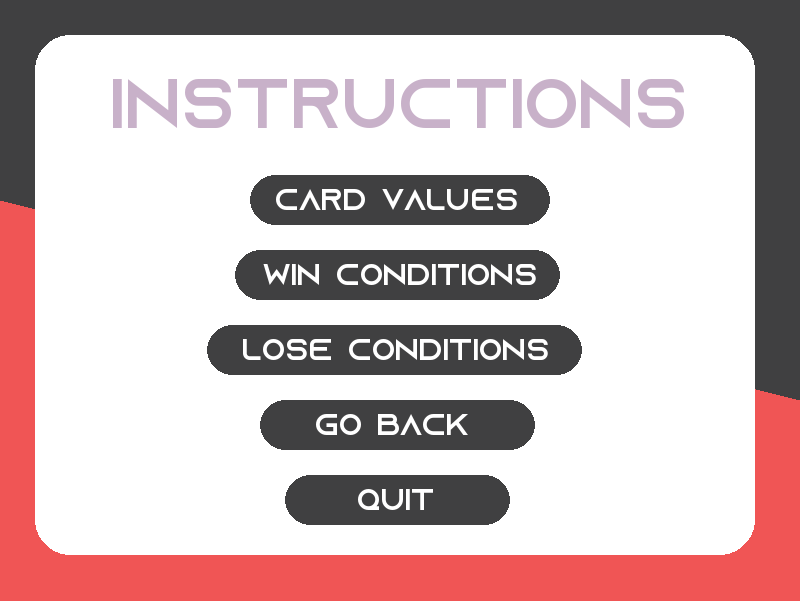 INSTRUCTIONS
CARD VALUES
WIN CONDITIONS
LOSE CONDITIONS
GO BACK
QUIT